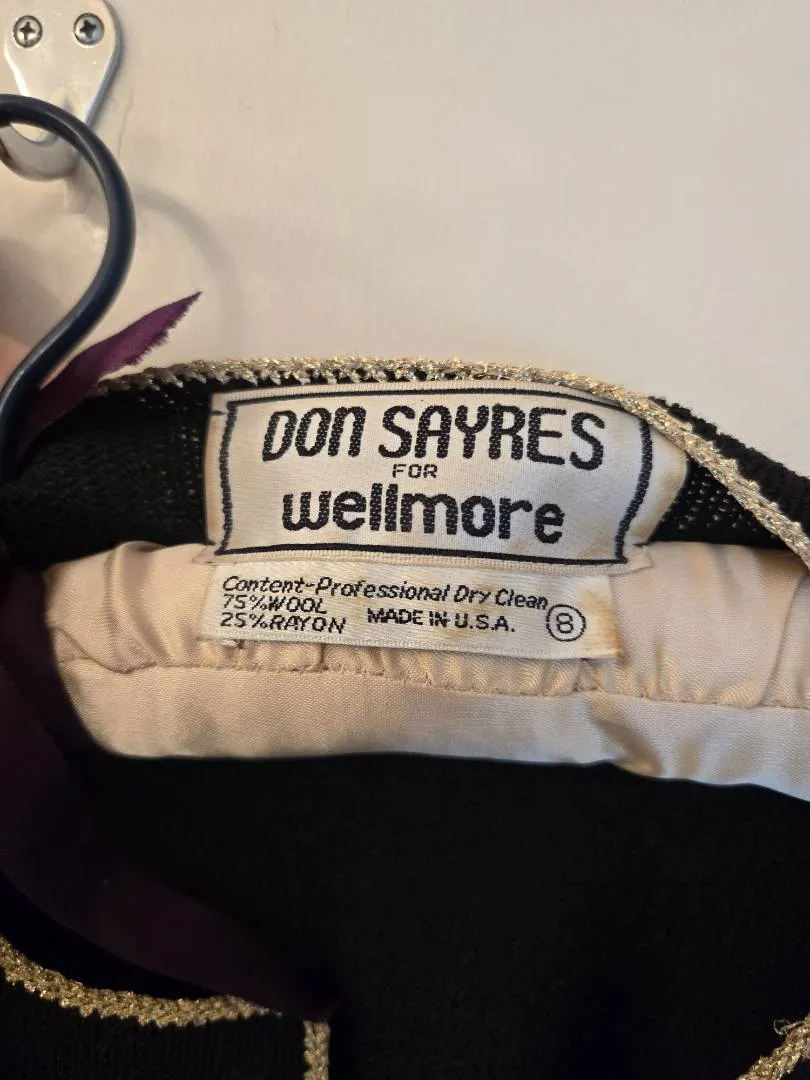 DON SAYRES
FOR
wellmore
Content-Professional Dry Clean
75%WOOL
25%RAYON
MADE IN U.S.A.
8